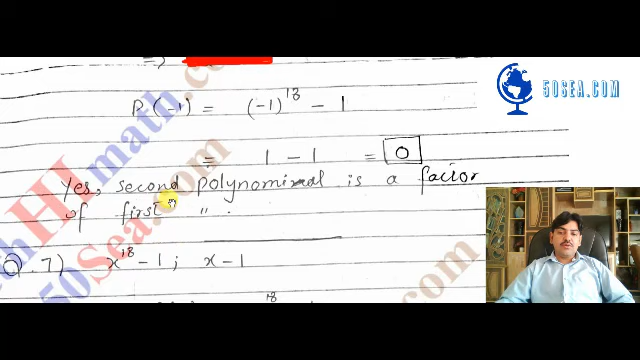 50SEA.COM
P(-1) = (-1)^18 - 1
= 1 - 1 = 0
Yes, second polynomial is a factor
of first " " .
Q.7) x^18 - 1 ; x - 1